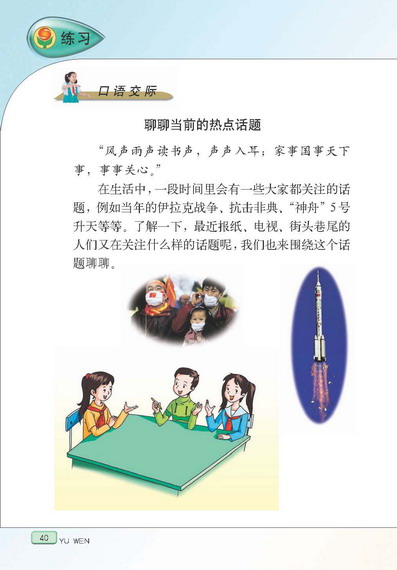 练习
口语交际
聊聊当前的热点话题
“风声雨声读书声，声声入耳；家事国事天下
事，事事关心。”
在生活中，一段时间里会有一些大家都关注的话
题，例如当年的伊拉克战争、抗击非典、“神舟”5号
升天等等。了解一下，最近报纸、电视、街头巷尾的
人们又在关注什么样的话题呢，我们也来围绕这个话
题聊聊。
40 YU WEN